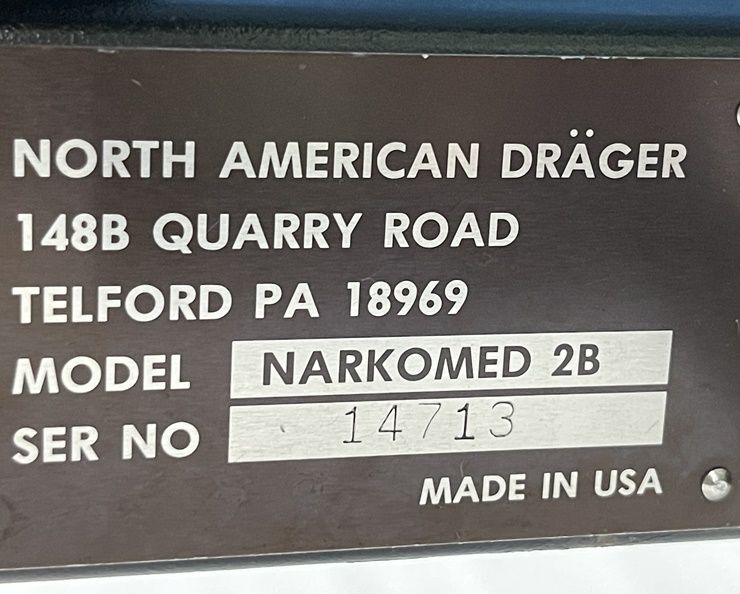 NORTH AMERICAN DRÄGER
148B QUARRY ROAD
TELFORD PA 18969
MODEL NARKOMED 2B
SER NO 14713
MADE IN USA